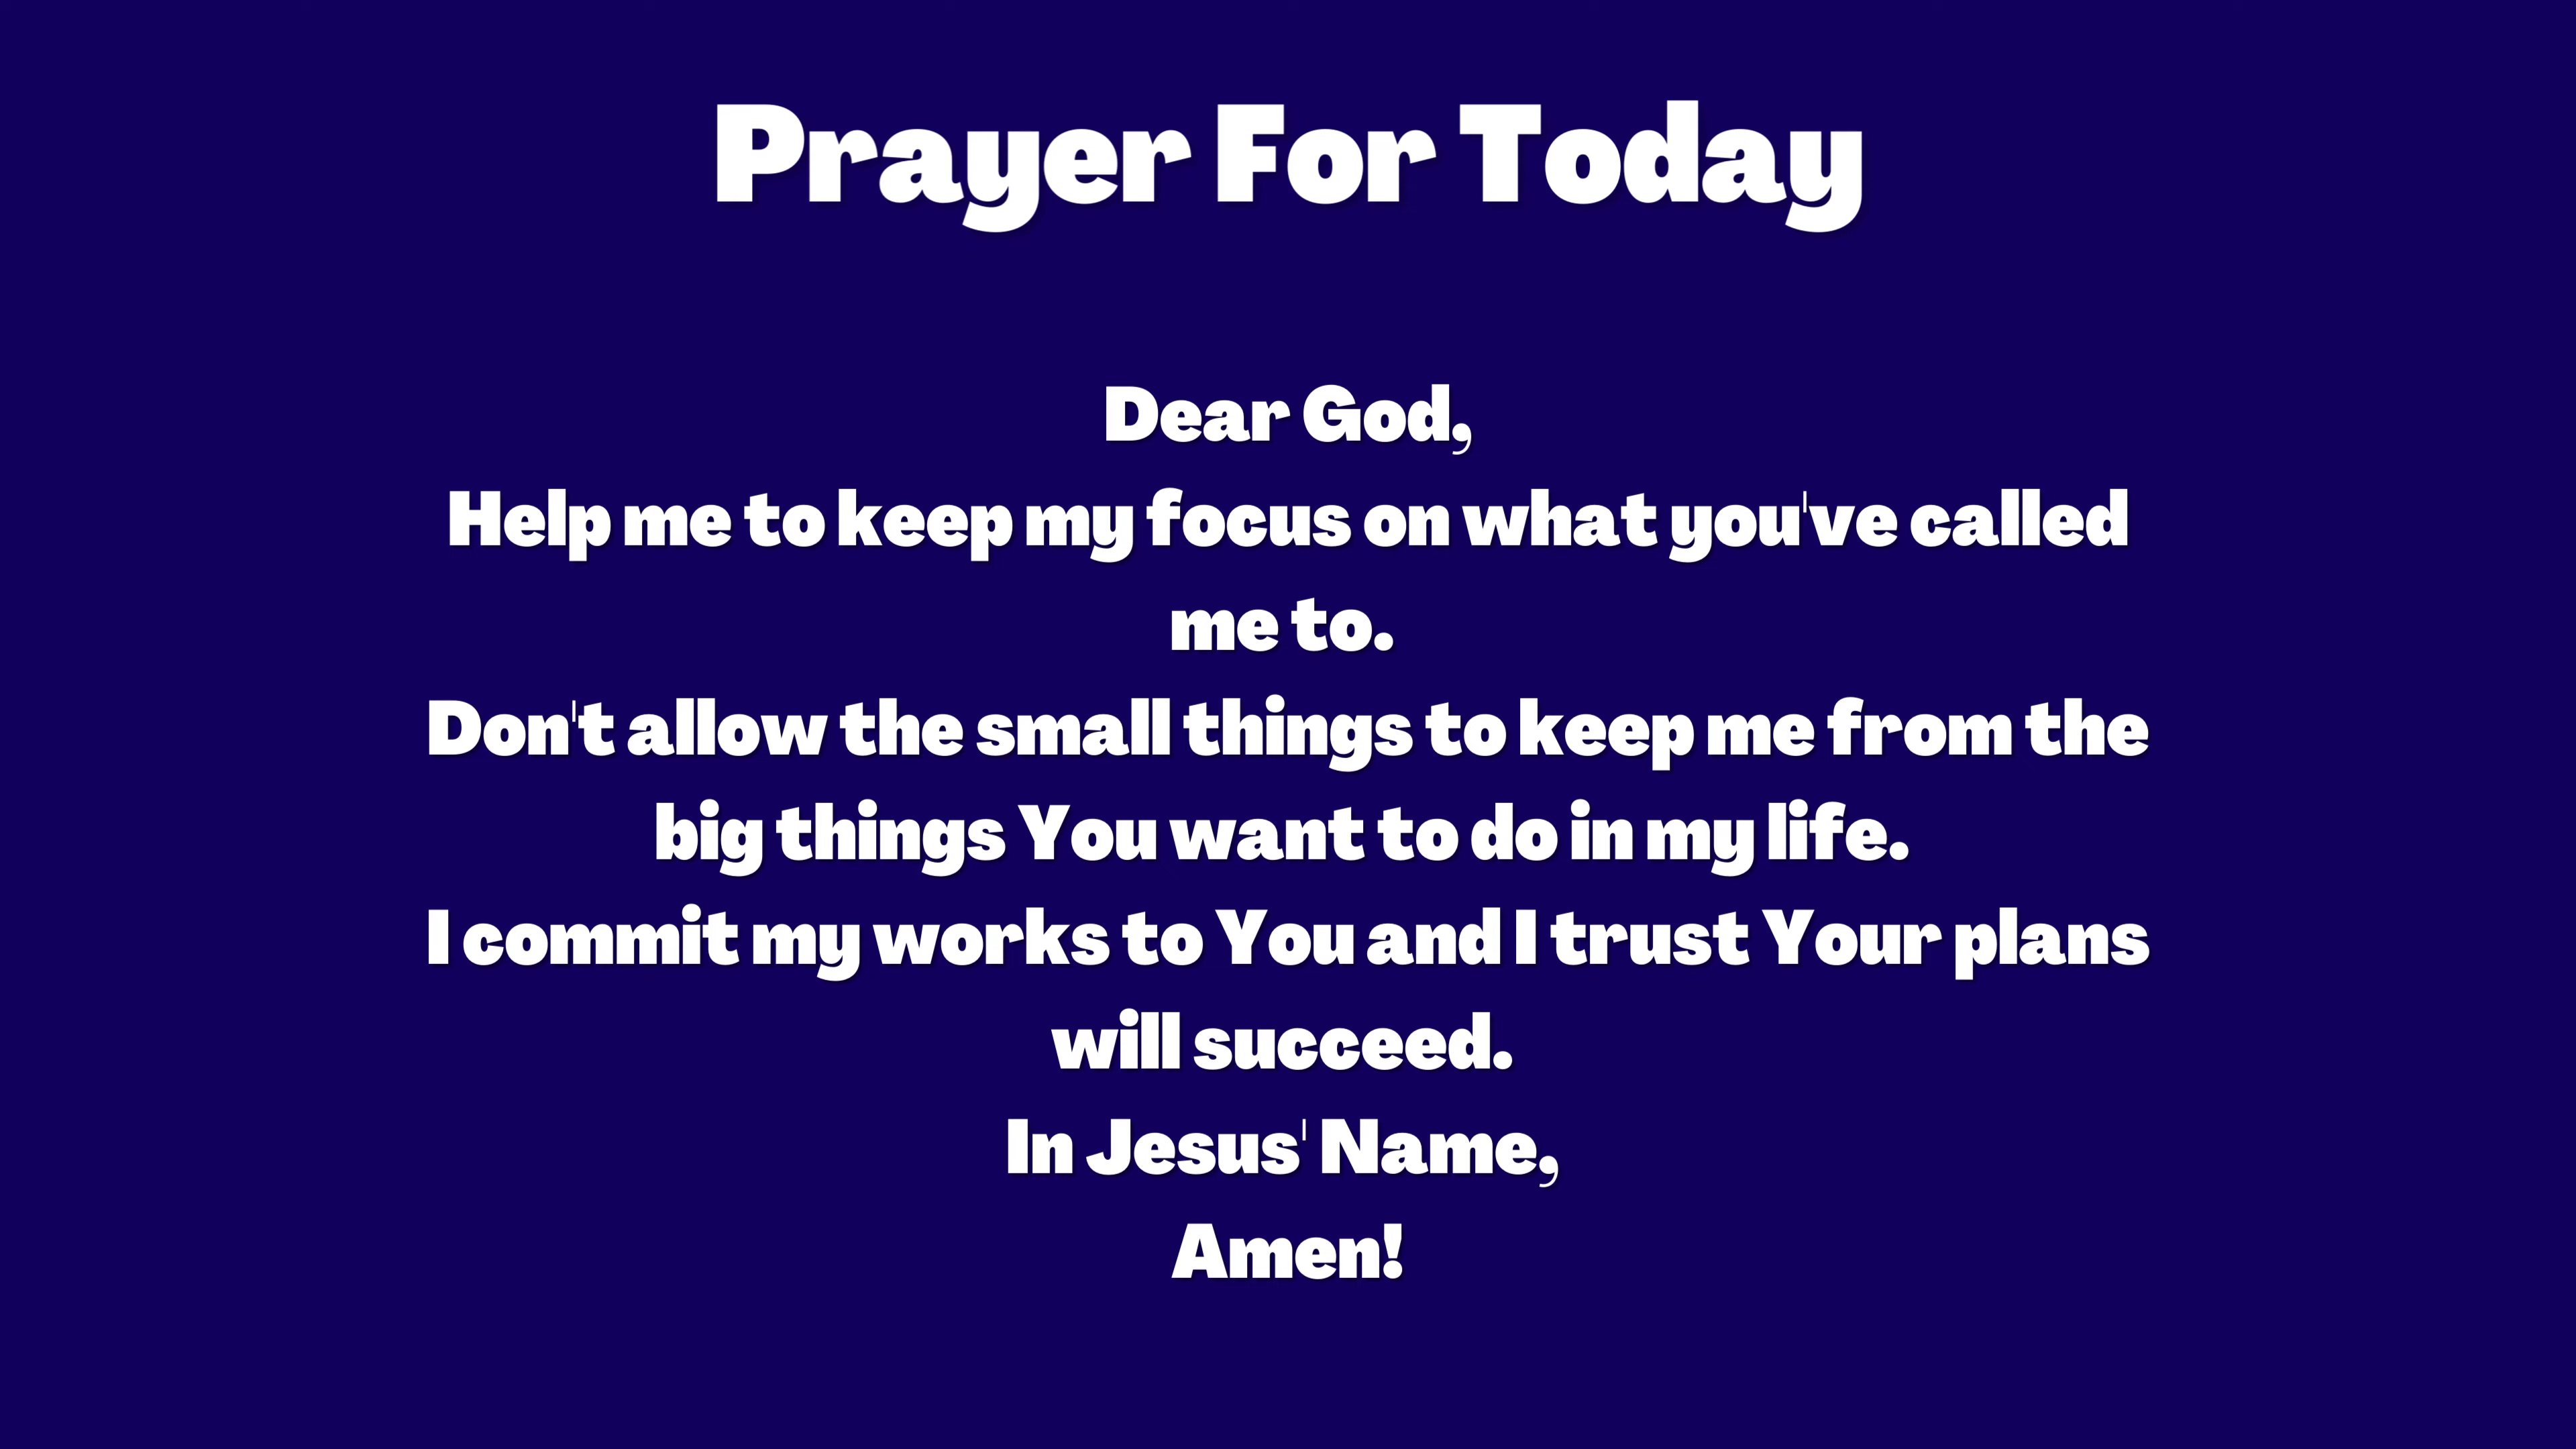 Prayer For Today
Dear God,
Help me to keep my focus on what you've called
me to.
Don't allow the small things to keep me from the
big things You want to do in my life.
I commit my works to You and I trust Your plans
will succeed.
In Jesus' Name,
Amen!